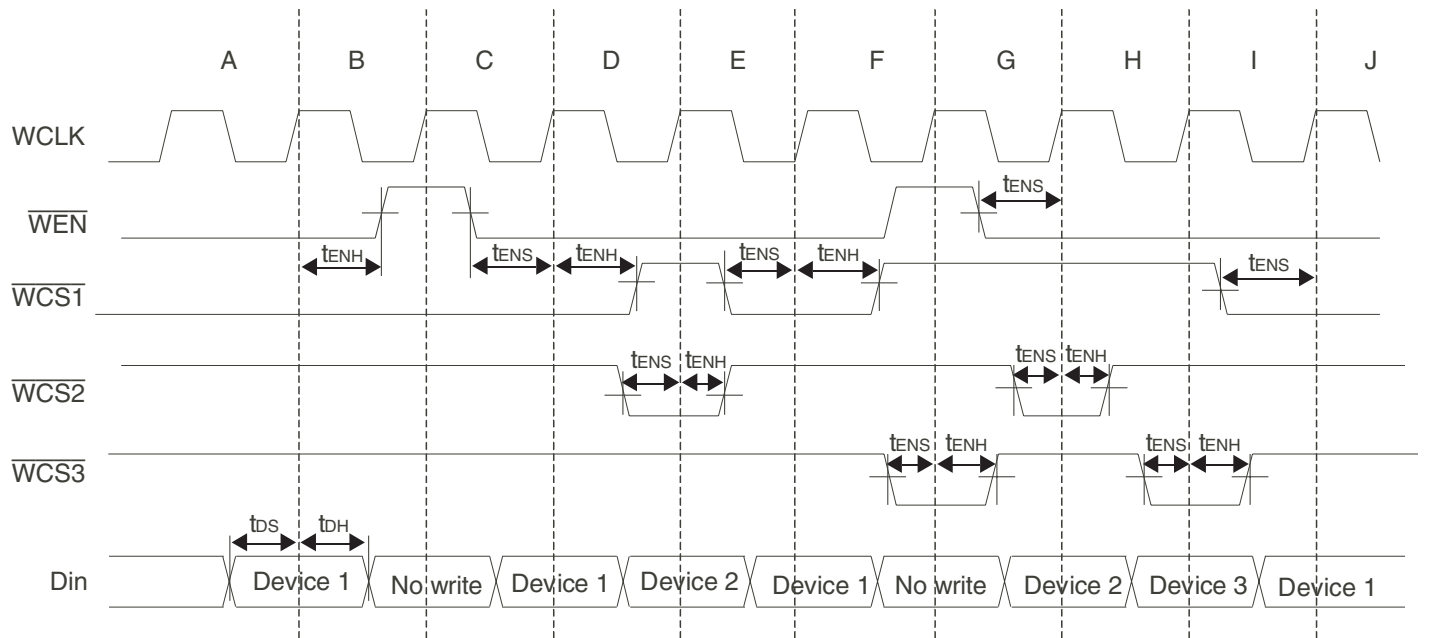 A B C D E F G H I J
WCLK
WEN
tENS
tENH tENS tENH tENS tENH tENS
WCS1
tENS tENH tENS tENH
WCS2
tENS tENH tENS tENH
WCS3
tDS tDH
Din Device 1 No write Device 1 Device 2 Device 1 No write Device 2 Device 3 Device 1